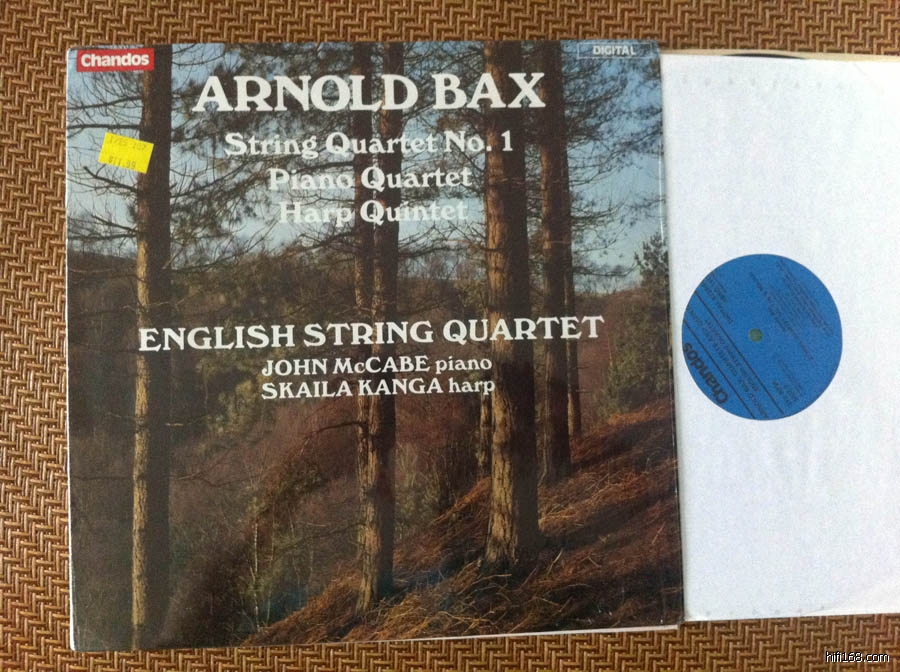 Chandos
DIGITAL
ARNOLD BAX
String Quartet No. 1
Piano Quartet
Harp Quintet
ENGLISH STRING QUARTET
JOHN McCABE piano
SKAILA KANGA harp
Chandos
hifi168.com